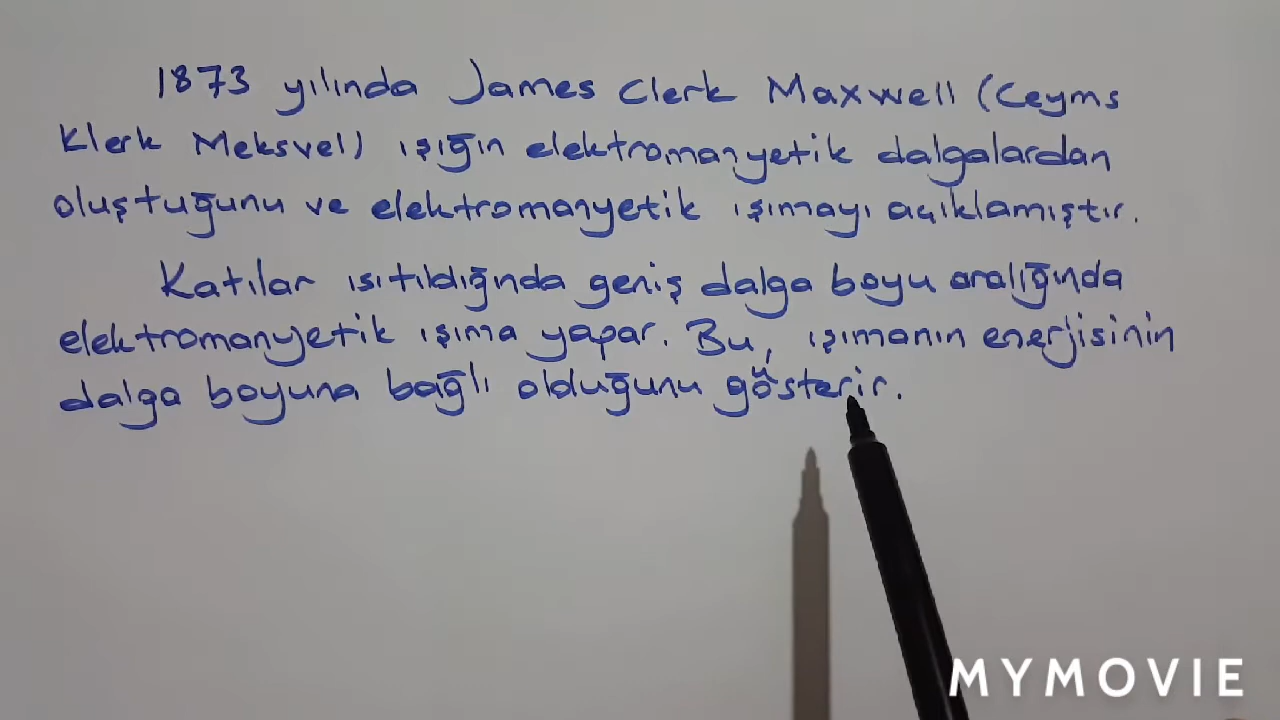 1873 yılında James Clerk Maxwell (Ceyms
Klerk Meksvel) ışığın elektromanyetik dalgalardan
oluştuğunu ve elektromanyetik ışımayı açıklamıştır.
Katılar ısıtıldığında geniş dalga boyu aralığında
elektromanyetik ışıma yapar. Bu, ışımanın enerjisinin
dalga boyuna bağlı olduğunu gösterir.
MYMOVIE